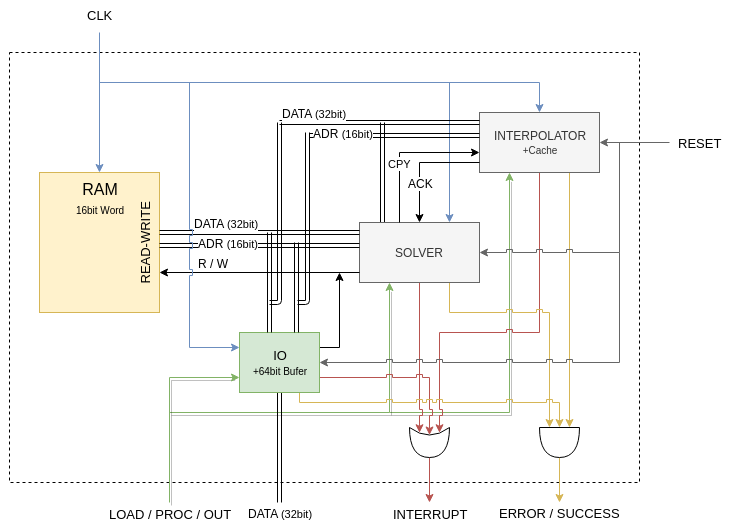 CLK
DATA (32bit)
ADR (16bit)
INTERPOLATOR
+Cache
RESET
CPY
ACK
RAM
16bit Word
READ-WRITE
DATA (32bit)
ADR (16bit)
R / W
SOLVER
IO
+64bit Bufer
LOAD / PROC / OUT
DATA (32bit)
INTERRUPT
ERROR / SUCCESS